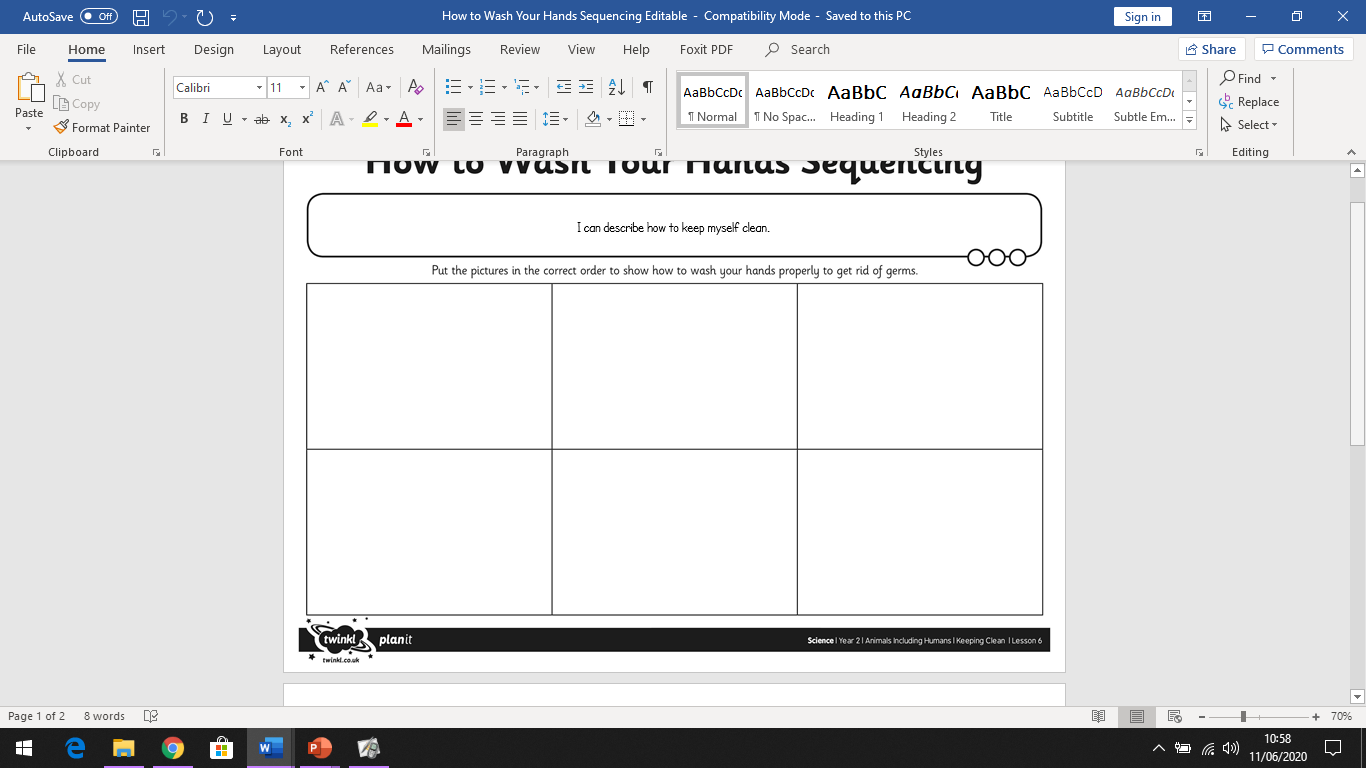 AutoSave Off How to Wash Your Hands Sequencing Editable - Compatibility Mode - Saved to this PC Sign in
File Home Insert Design Layout References Mailings Review View Help Foxit PDF Search Share Comments
Paste
Cut
Copy
Format Painter
Clipboard
Calibri 11
Font
Paragraph
AaBbCcDc AaBbCcDc AaBbC AaBbCc AaBbC AaBbCcD AaBbCcDc
¶ Normal ¶ No Spac... Heading 1 Heading 2 Title Subtitle Subtle Em...
Styles
Find
Replace
Select
Editing
How to Wash Your Hands Sequencing
I can describe how to keep myself clean.
Put the pictures in the correct order to show how to wash your hands properly to get rid of germs.
twinkl planit
twinkl.co.uk
Science | Year 2 | Animals Including Humans | Keeping Clean | Lesson 6
Page 1 of 2 8 words 70%
10:58
11/06/2020